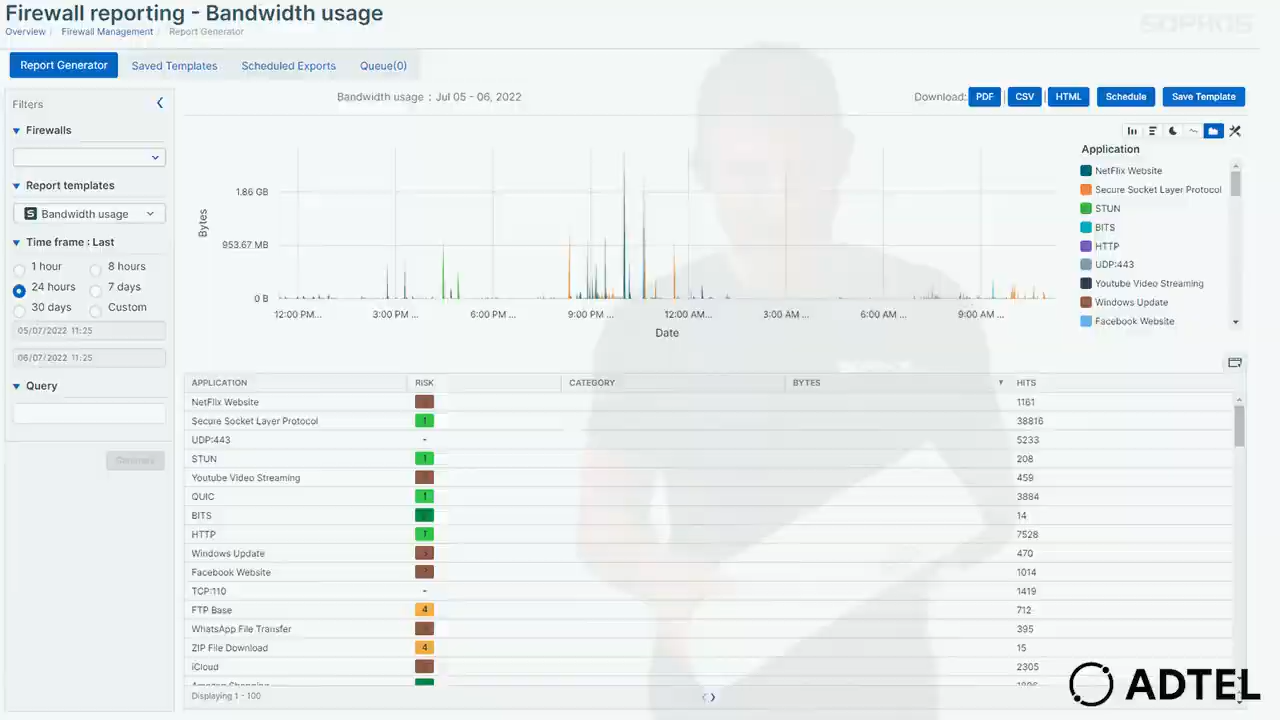 Firewall reporting - Bandwidth usage
Overview / Firewall Management / Report Generator
SOPHOS
Report Generator Saved Templates Scheduled Exports Queue(0)
Filters
Firewalls
Report templates
Bandwidth usage
Time frame : Last
1 hour 8 hours
24 hours 7 days
30 days Custom
05/07/2022 11:25
06/07/2022 11:25
Query
Bandwidth usage : Jul 05 - 06, 2022
Download: PDF | CSV | HTML Schedule Save Template
Bytes
1.86 GB
953.67 MB
0 B
12:00 PM... 3:00 PM ... 6:00 PM ... 9:00 PM ... 12:00 AM... 3:00 AM ... 6:00 AM ... 9:00 AM ...
Date
Application
NetFlix Website
Secure Socket Layer Protocol
STUN
BITS
HTTP
UDP:443
Youtube Video Streaming
Windows Update
Facebook Website
APPLICATION RISK CATEGORY BYTES HITS
NetFlix Website 1161
Secure Socket Layer Protocol 1 38816
UDP:443 - 5233
STUN 1 208
Youtube Video Streaming 459
QUIC 1 3884
BITS 14
HTTP 1 7528
Windows Update 470
Facebook Website 1014
TCP:110 - 1419
FTP Base 4 712
WhatsApp File Transfer 395
ZIP File Download 4 15
iCloud 2305
Displaying 1 - 100
ADTEL